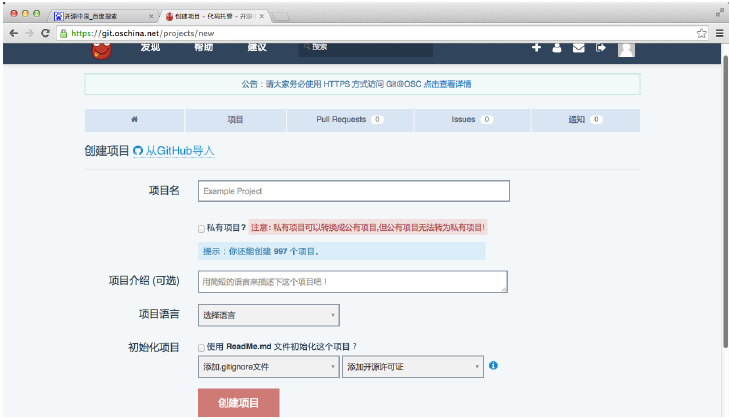 开源中国_百度搜索
创建项目 - 代码托管 - 开源
https://git.oschina.net/projects/new
发现 帮助 建议 搜索
公告：请大家务必使用 HTTPS 方式访问 Git@OSC 点击查看详情
项目 Pull Requests 0 Issues 0 通知 0
创建项目 从GitHub导入
项目名 Example Project
私有项目? 注意: 私有项目可以转换成公有项目,但公有项目无法转为私有项目!
提示：你还能创建 997 个项目。
项目介绍 (可选) 用简短的语言来描述下这个项目吧！
项目语言 选择语言
初始化项目 使用 ReadMe.md 文件初始化这个项目？
添加.gitignore文件 添加开源许可证
创建项目